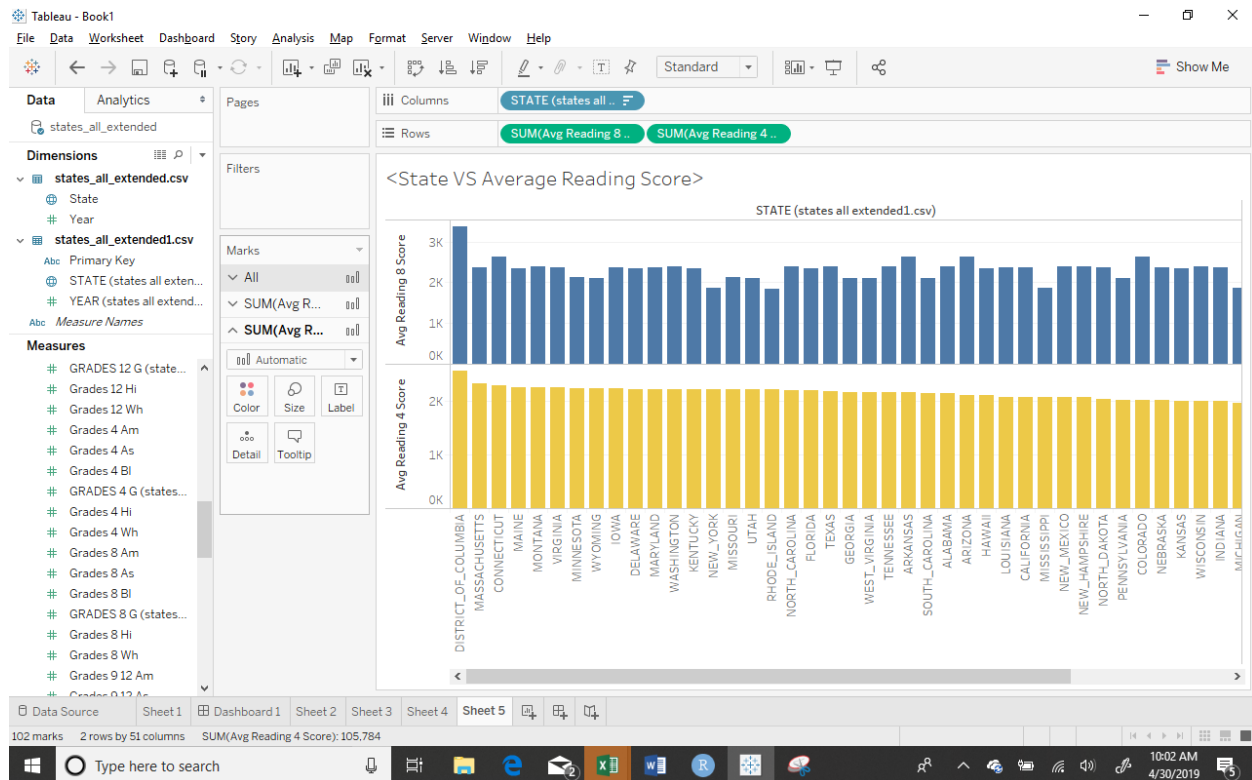 Tableau - Book1
File Data Worksheet Dashboard Story Analysis Map Format Server Window Help
Standard
Show Me
Data Analytics
states_all_extended
Dimensions
states_all_extended.csv
State
Year
states_all_extended1.csv
Abc Primary Key
STATE (states all exten...
YEAR (states all extend...
Abc Measure Names
Measures
GRADES 12 G (state...
Grades 12 Hi
Grades 12 Wh
Grades 4 Am
Grades 4 As
Grades 4 Bl
GRADES 4 G (states...
Grades 4 Hi
Grades 4 Wh
Grades 8 Am
Grades 8 As
Grades 8 Bl
GRADES 8 G (states...
Grades 8 Hi
Grades 8 Wh
Grades 9 12 Am
Grades 9 12 As
Pages
Filters
Marks
All
SUM(Avg R...
SUM(Avg R...
Automatic
Color Size Label
Detail Tooltip
Columns STATE (states all ..
Rows SUM(Avg Reading 8 .. SUM(Avg Reading 4 ..
<State VS Average Reading Score>
STATE (states all extended1.csv)
Avg Reading 8 Score
3K
2K
1K
0K
Avg Reading 4 Score
2K
1K
0K
DISTRICT_OF_COLUMBIA
MASSACHUSETTS
CONNECTICUT
MAINE
MONTANA
VIRGINIA
MINNESOTA
WYOMING
IOWA
DELAWARE
MARYLAND
WASHINGTON
KENTUCKY
NEW_YORK
MISSOURI
UTAH
RHODE_ISLAND
NORTH_CAROLINA
FLORIDA
TEXAS
GEORGIA
WEST_VIRGINIA
TENNESSEE
ARKANSAS
SOUTH_CAROLINA
ALABAMA
ARIZONA
HAWAII
LOUISIANA
CALIFORNIA
MISSISSIPPI
NEW_MEXICO
NEW_HAMPSHIRE
NORTH_DAKOTA
PENNSYLVANIA
COLORADO
NEBRASKA
KANSAS
WISCONSIN
INDIANA
MICHIGAN
Data Source Sheet 1 Dashboard 1 Sheet 2 Sheet 3 Sheet 4 Sheet 5
102 marks 2 rows by 51 columns SUM(Avg Reading 4 Score): 105,784
Type here to search
10:02 AM
4/30/2019